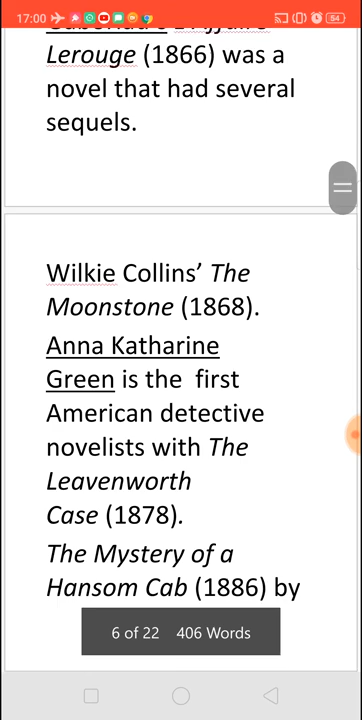 17:00
54
Lerouge (1866) was a
novel that had several
sequels.
Wilkie Collins’ The
Moonstone (1868).
Anna Katharine
Green is the  first
American detective
novelists with The
Leavenworth
Case (1878).
The Mystery of a
Hansom Cab (1886) by
6 of 22    406 Words